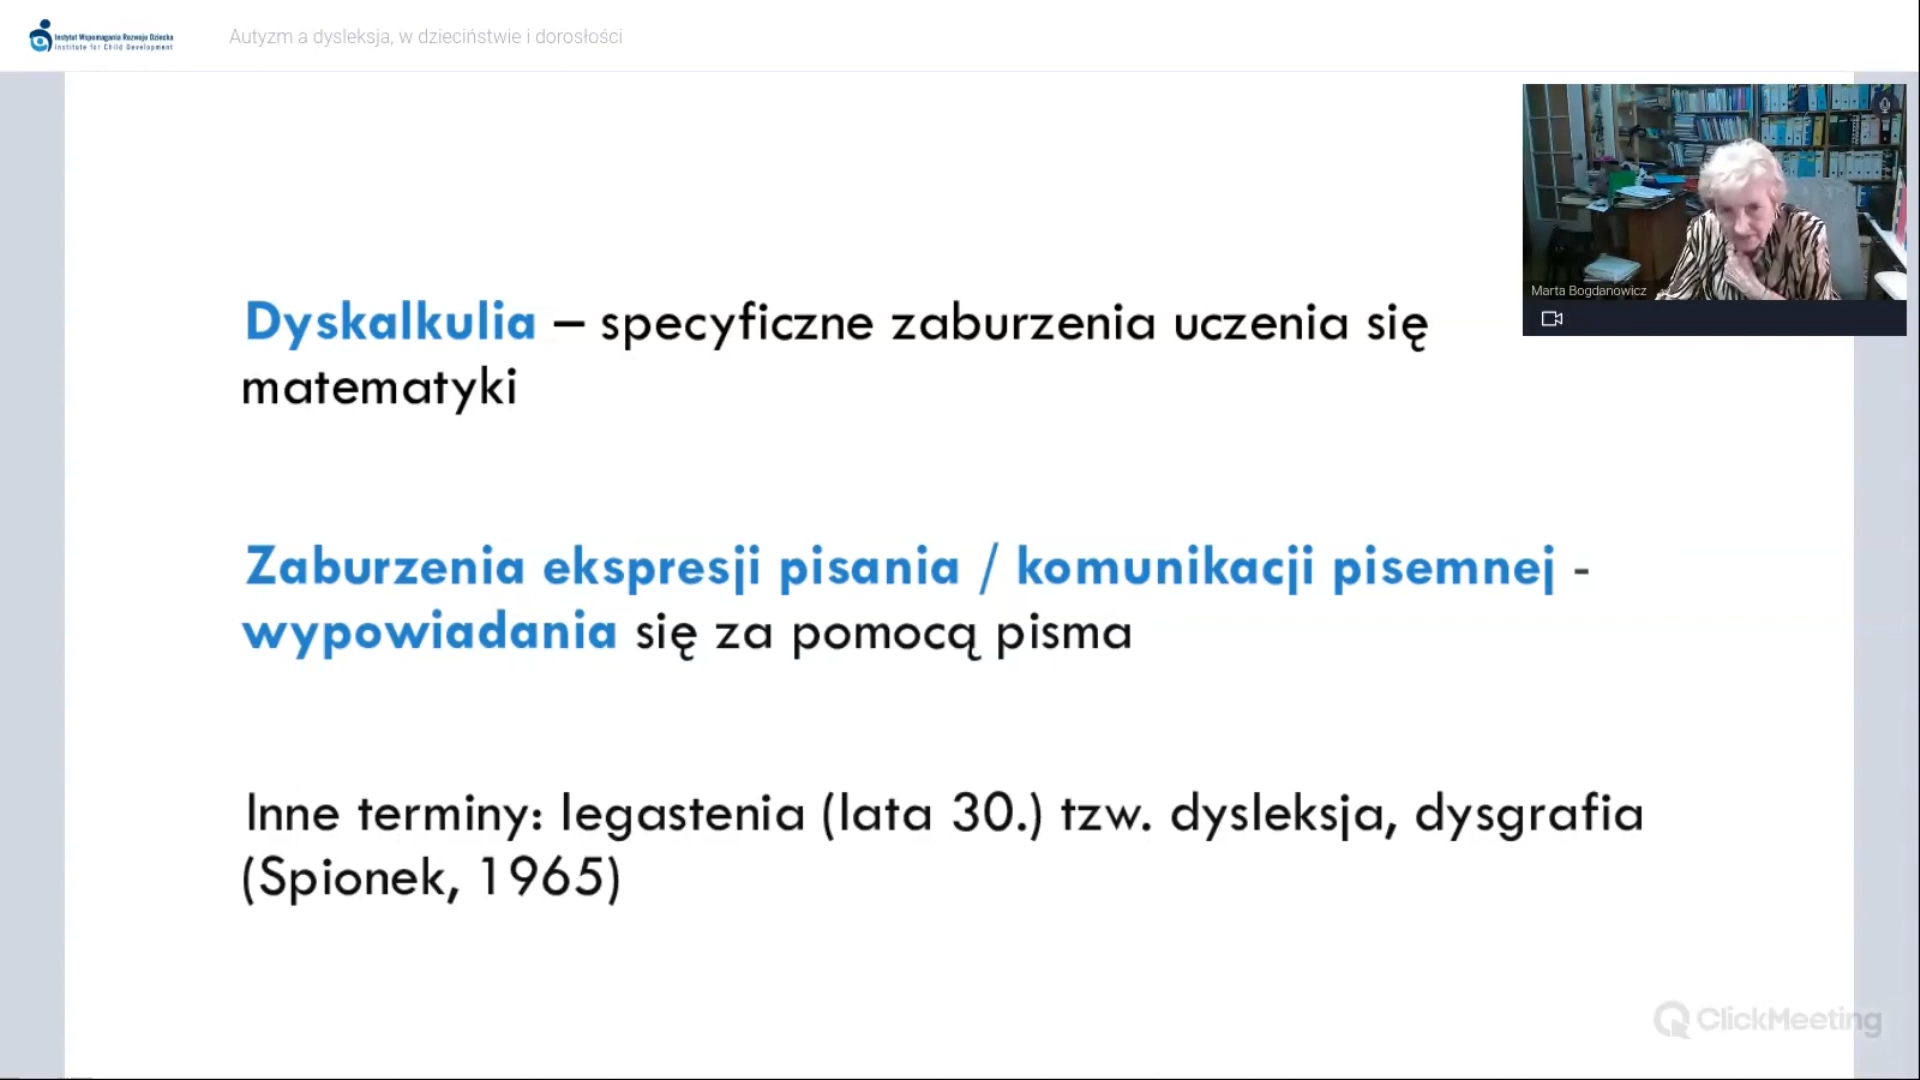 Instytut Wspomagania Rozwoju Dziecka
Institute for Child Development
Autyzm a dysleksja, w dzieciństwie i dorosłości
Marta Bogdanowicz
Dyskalkulia – specyficzne zaburzenia uczenia się
matematyki
Zaburzenia ekspresji pisania / komunikacji pisemnej -
wypowiadania się za pomocą pisma
Inne terminy: legastenia (lata 30.) tzw. dysleksja, dysgrafia
(Spionek, 1965)
ClickMeeting